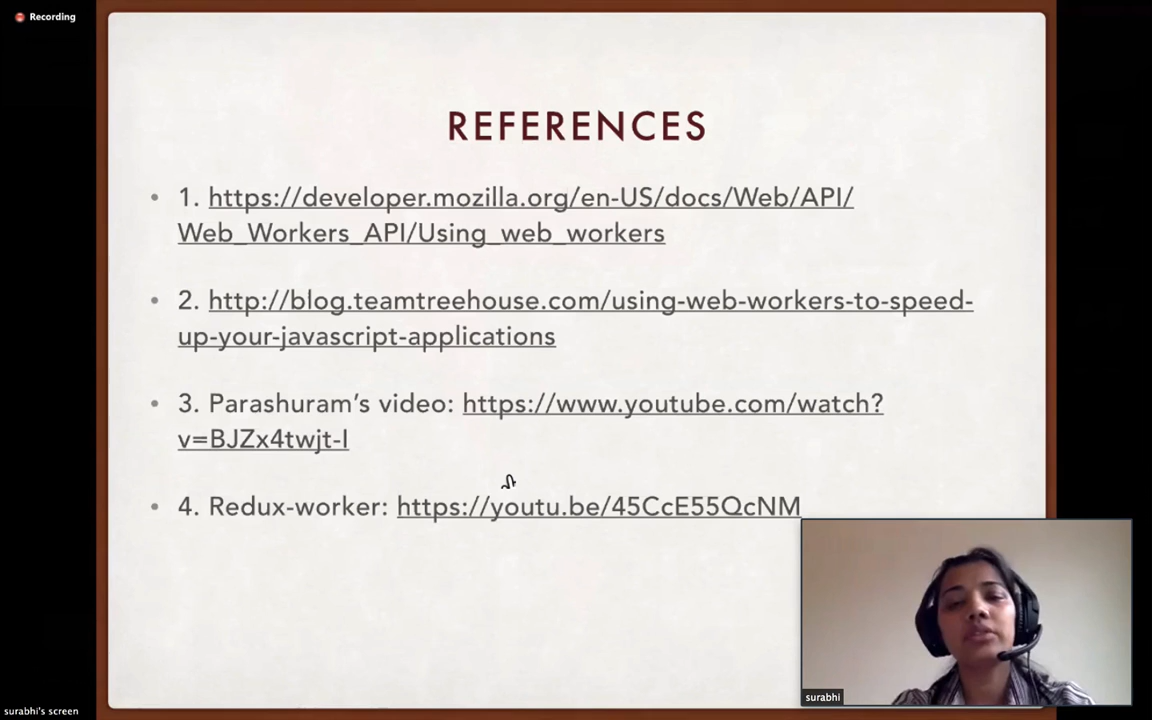 Recording
REFERENCES
• 1. https://developer.mozilla.org/en-US/docs/Web/API/
Web_Workers_API/Using_web_workers
• 2. http://blog.teamtreehouse.com/using-web-workers-to-speed-
up-your-javascript-applications
• 3. Parashuram’s video: https://www.youtube.com/watch?
v=BJZx4twjt-I
• 4. Redux-worker: https://youtu.be/45CcE55QcNM
surabhi
surabhi's screen